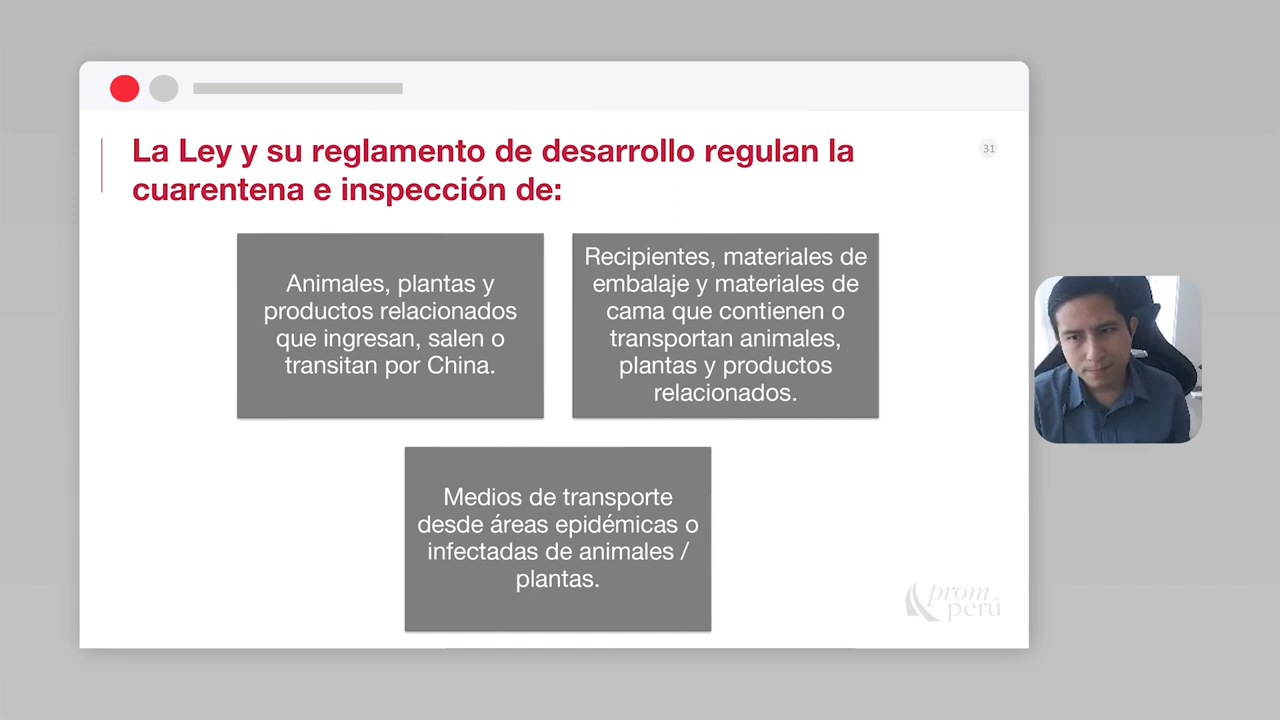 La Ley y su reglamento de desarrollo regulan la
cuarentena e inspección de:
31
Animales, plantas y
productos relacionados
que ingresan, salen o
transitan por China.
Recipientes, materiales de
embalaje y materiales de
cama que contienen o
transportan animales,
plantas y productos
relacionados.
Medios de transporte
desde áreas epidémicas o
infectadas de animales /
plantas.
prom
perú